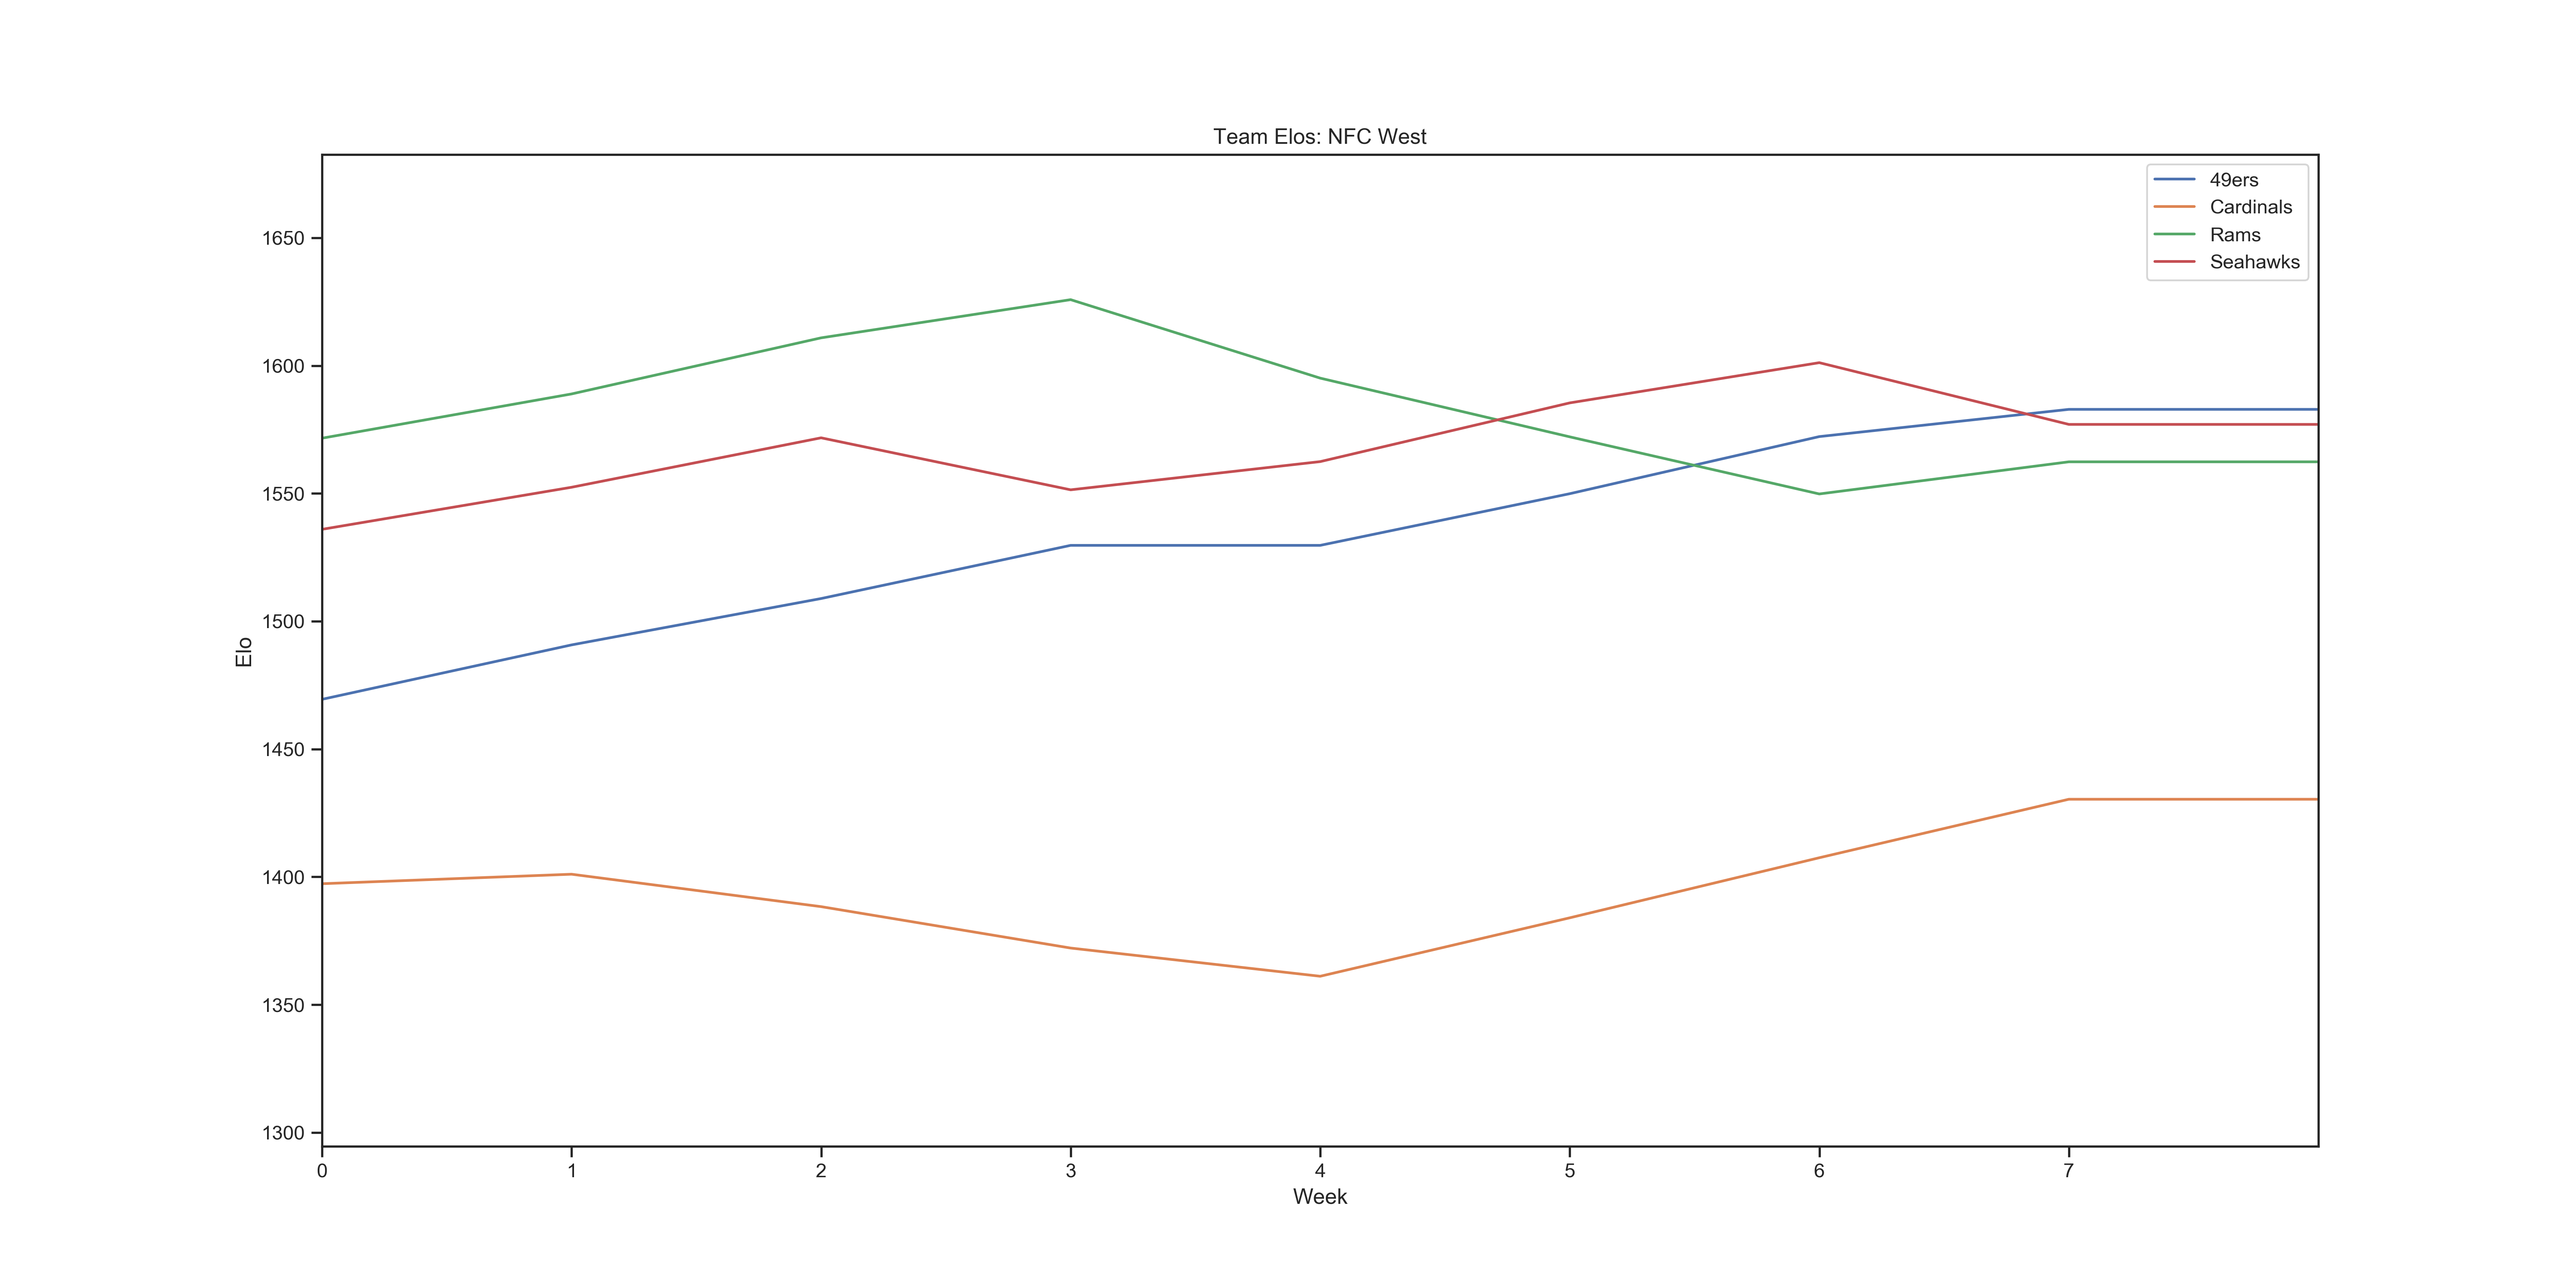 Team Elos: NFC West
49ers
Cardinals
Rams
Seahawks
1650
1600
1550
1500
1450
1400
1350
1300
Elo
0 1 2 3 4 5 6 7
Week